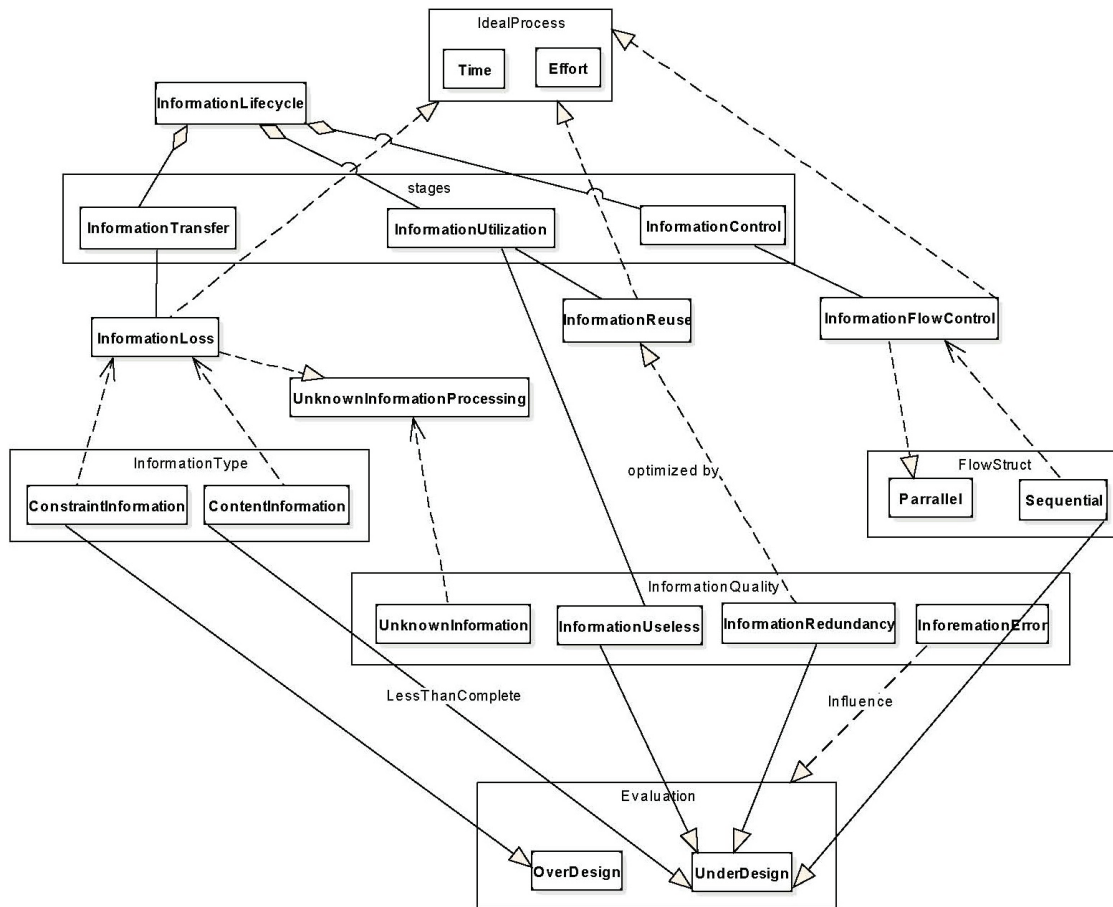 IdealProcess
Time
Effort
InformationLifecycle
stages
InformationTransfer
InformationUtilization
InformationControl
InformationLoss
InformationReuse
InformationFlowControl
UnknownInformationProcessing
InformationType
optimized by
FlowStruct
ConstraintInformation
ContentInformation
Parrallel
Sequential
InformationQuality
UnknownInformation
InformationUseless
InformationRedundancy
InforemationError
LessThanComplete
Influence
Evaluation
OverDesign
UnderDesign